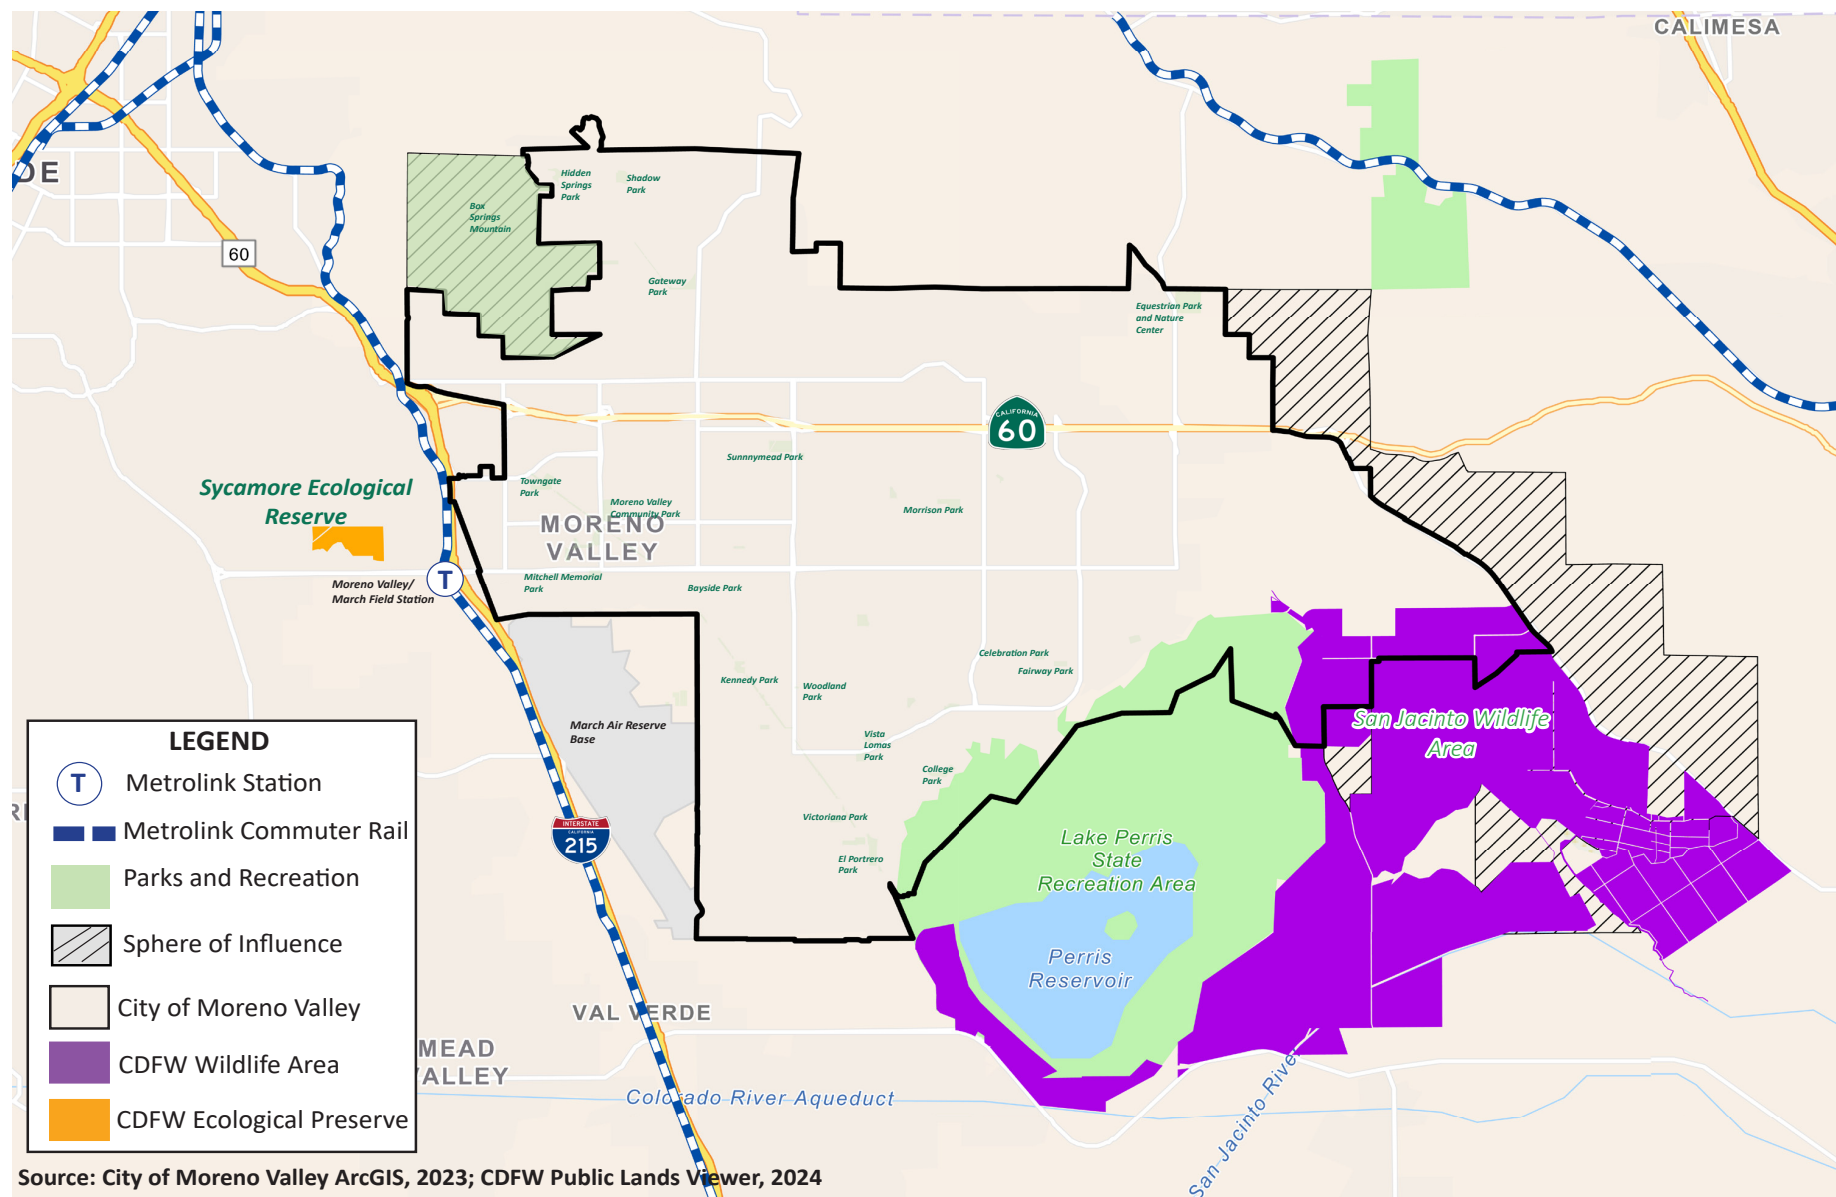 CALIMESA
DE
60
Hidden
Springs
Park
Shadow
Park
Box
Springs
Mountain
Gateway
Park
Equestrian Park
and Nature
Center
CALIFORNIA
60
Sunnnymead Park
Sycamore Ecological
Reserve
Towngate
Park
Moreno Valley
Community Park
Morrison Park
MORENO
VALLEY
T
Moreno Valley/
March Field Station
Mitchell Memorial
Park
Bayside Park
Celebration Park
Fairway Park
Kennedy Park
Woodland
Park
March Air Reserve
Base
Vista
Lomas
Park
San Jacinto Wildlife
Area
College
Park
Victoriano Park
El Portrero
Park
INTERSTATE
CALIFORNIA
215
Lake Perris
State
Recreation Area
Perris
Reservoir
VAL VERDE
MEAD
VALLEY
Colorado River Aqueduct
San Jacinto River
LEGEND
T Metrolink Station
Metrolink Commuter Rail
Parks and Recreation
Sphere of Influence
City of Moreno Valley
CDFW Wildlife Area
CDFW Ecological Preserve
Source: City of Moreno Valley ArcGIS, 2023; CDFW Public Lands Viewer, 2024